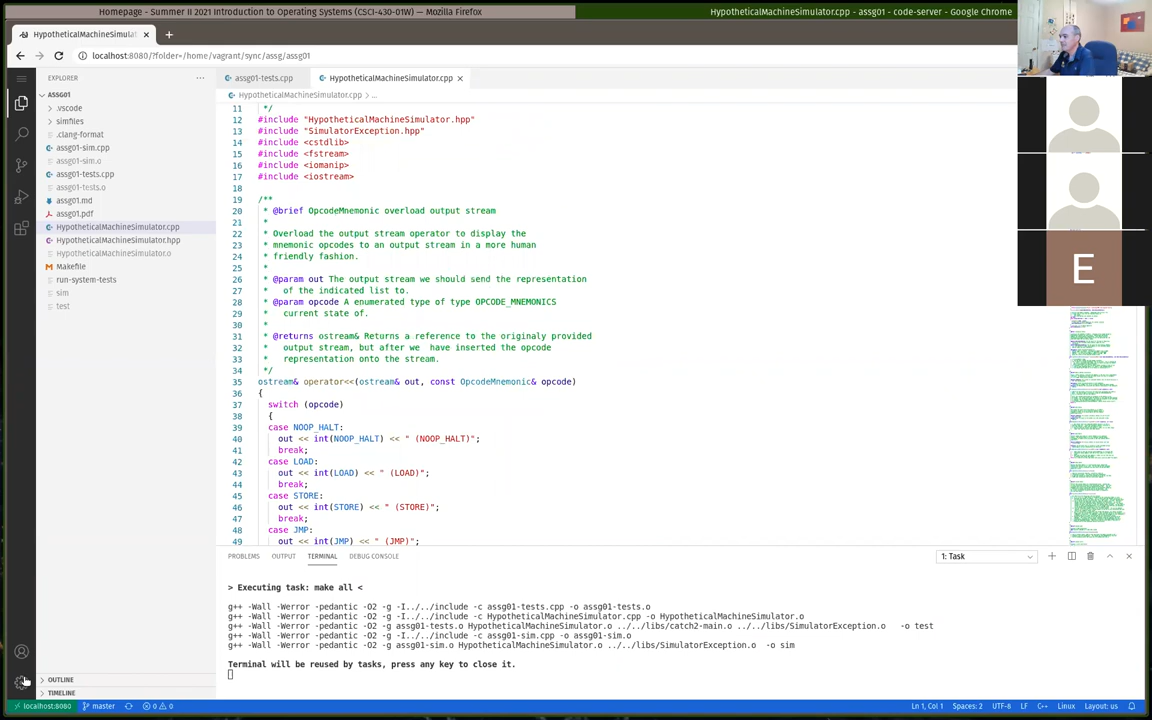 Homepage - Summer II 2021 Introduction to Operating Systems (CSCI-430-01W) — Mozilla Firefox
HypotheticalMachineSimulator.cpp - assg01 - code-server - Google Chrome
HypotheticalMachineSimulat
localhost:8080/?folder=/home/vagrant/sync/assg/assg01
EXPLORER
assg01-tests.cpp
HypotheticalMachineSimulator.cpp
ASSG01
HypotheticalMachineSimulator.cpp > ...
.vscode
simfiles
.clang-format
assg01-sim.cpp
assg01-sim.o
assg01-tests.cpp
assg01-tests.o
assg01.md
assg01.pdf
HypotheticalMachineSimulator.cpp
HypotheticalMachineSimulator.hpp
HypotheticalMachineSimulator.o
Makefile
run-system-tests
sim
test
OUTLINE
TIMELINE
11 */
12 #include "HypotheticalMachineSimulator.hpp"
13 #include "SimulatorException.hpp"
14 #include <cstdlib>
15 #include <fstream>
16 #include <iomanip>
17 #include <iostream>
18
19 /**
20 * @brief OpcodeMnemonic overload output stream
21 *
22 * Overload the output stream operator to display the
23 * mnemonic opcodes to an output stream in a more human
24 * friendly fashion.
25 *
26 * @param out The output stream we should send the representation
27 * of the indicated list to.
28 * @param opcode A enumerated type of type OPCODE_MNEMONICS
29 * current state of.
30 *
31 * @returns ostream& Returns a reference to the originaly provided
32 * output stream, but after we have inserted the opcode
33 * representation onto the stream.
34 */
35 ostream& operator<<(ostream& out, const OpcodeMnemonic& opcode)
36 {
37 switch (opcode)
38 {
39 case NOOP_HALT:
40 out << int(NOOP_HALT) << " (NOOP_HALT)";
41 break;
42 case LOAD:
43 out << int(LOAD) << " (LOAD)";
44 break;
45 case STORE:
46 out << int(STORE) << " (STORE)";
47 break;
48 case JMP:
49 out << int(JMP) << " (JMP)";
E
PROBLEMS OUTPUT TERMINAL DEBUG CONSOLE
1: Task
> Executing task: make all <
g++ -Wall -Werror -pedantic -O2 -g -I../../include -c assg01-tests.cpp -o assg01-tests.o
g++ -Wall -Werror -pedantic -O2 -g -I../../include -c HypotheticalMachineSimulator.cpp -o HypotheticalMachineSimulator.o
g++ -Wall -Werror -pedantic -O2 -g assg01-tests.o HypotheticalMachineSimulator.o ../../libs/catch2-main.o ../../libs/SimulatorException.o -o test
g++ -Wall -Werror -pedantic -O2 -g -I../../include -c assg01-sim.cpp -o assg01-sim.o
g++ -Wall -Werror -pedantic -O2 -g assg01-sim.o HypotheticalMachineSimulator.o ../../libs/SimulatorException.o -o sim
Terminal will be reused by tasks, press any key to close it.
localhost:8080 master 0 0
Ln 1, Col 1 Spaces: 2 UTF-8 LF C++ Linux Layout: us